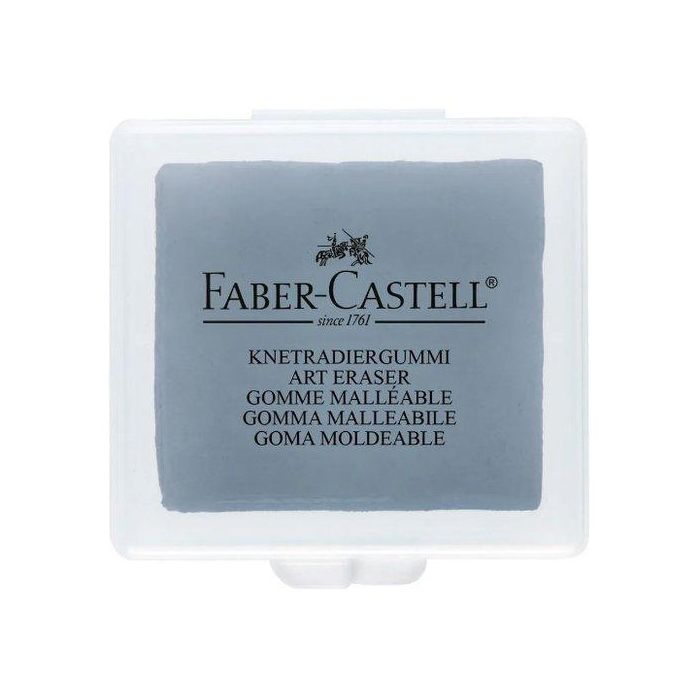 FABER-CASTELL®
since 1761
KNETRADIERGUMMI
ART ERASER
GOMME MALLÉABLE
GOMMA MALLEABILE
GOMA MOLDEABLE